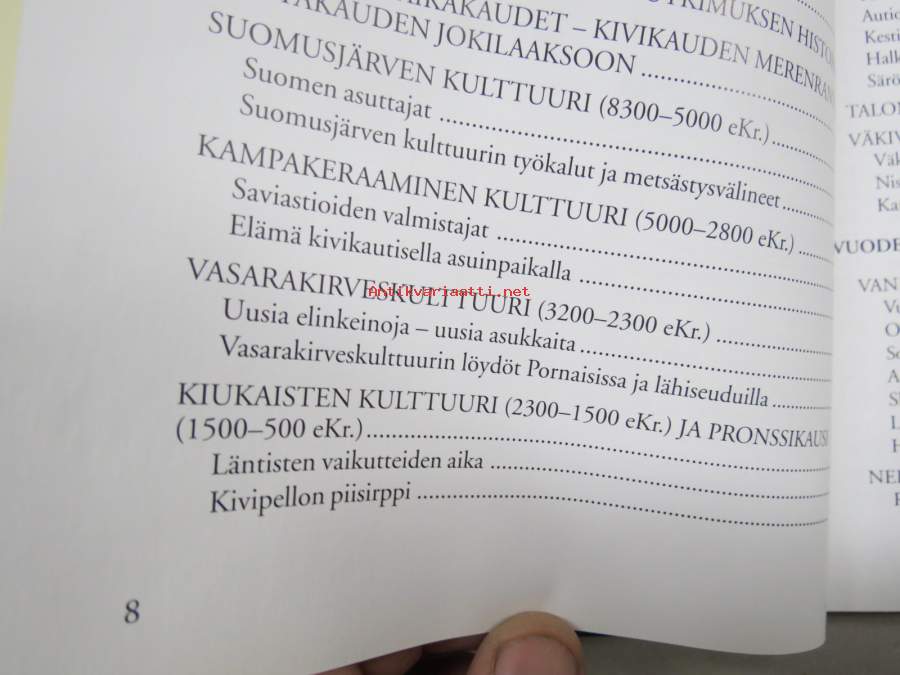 KIVIKAUDEN
JOKILAAKSOON
SUOMUSJÄRVEN KULTTUURI (8300–5000 eKr.)
Suomen asuttajat
Suomusjärven kulttuurin työkalut ja metsästysvälineet
KAMPAKERAAMINEN KULTTUURI (5000–2800 eKr.)
Saviastioiden valmistajat
Elämä kivikautisella asuinpaikalla
VASARAKIRVESKULTTUURI (3200–2300 eKr.)
Antikvariaatti.net
Uusia elinkeinoja – uusia asukkaita
Vasarakirveskulttuurin löydöt Pornaisissa ja lähiseuduilla
KIUKAISTEN KULTTUURI (2300–1500 eKr.) JA PRONSSIKAUSI
(1500–500 eKr.)
Läntisten vaikutteiden aika
Kivipellon piisirppi
8